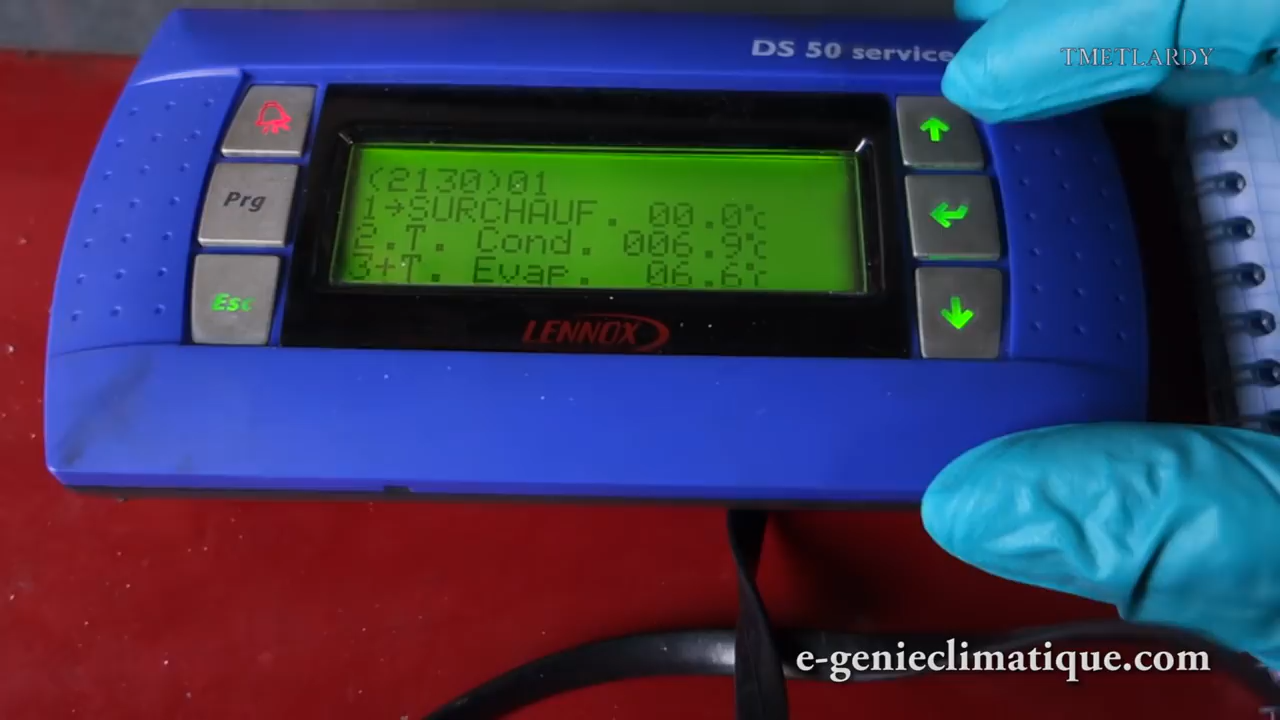 DS 50 service
TMETLARDY
Prg
Esc
(2130)01
1→SURCHAUF. 00.0°c
2.T. Cond. 006.9°c
3+T. Evap. 06.6°c
LENNOX
e-genieclimatique.com